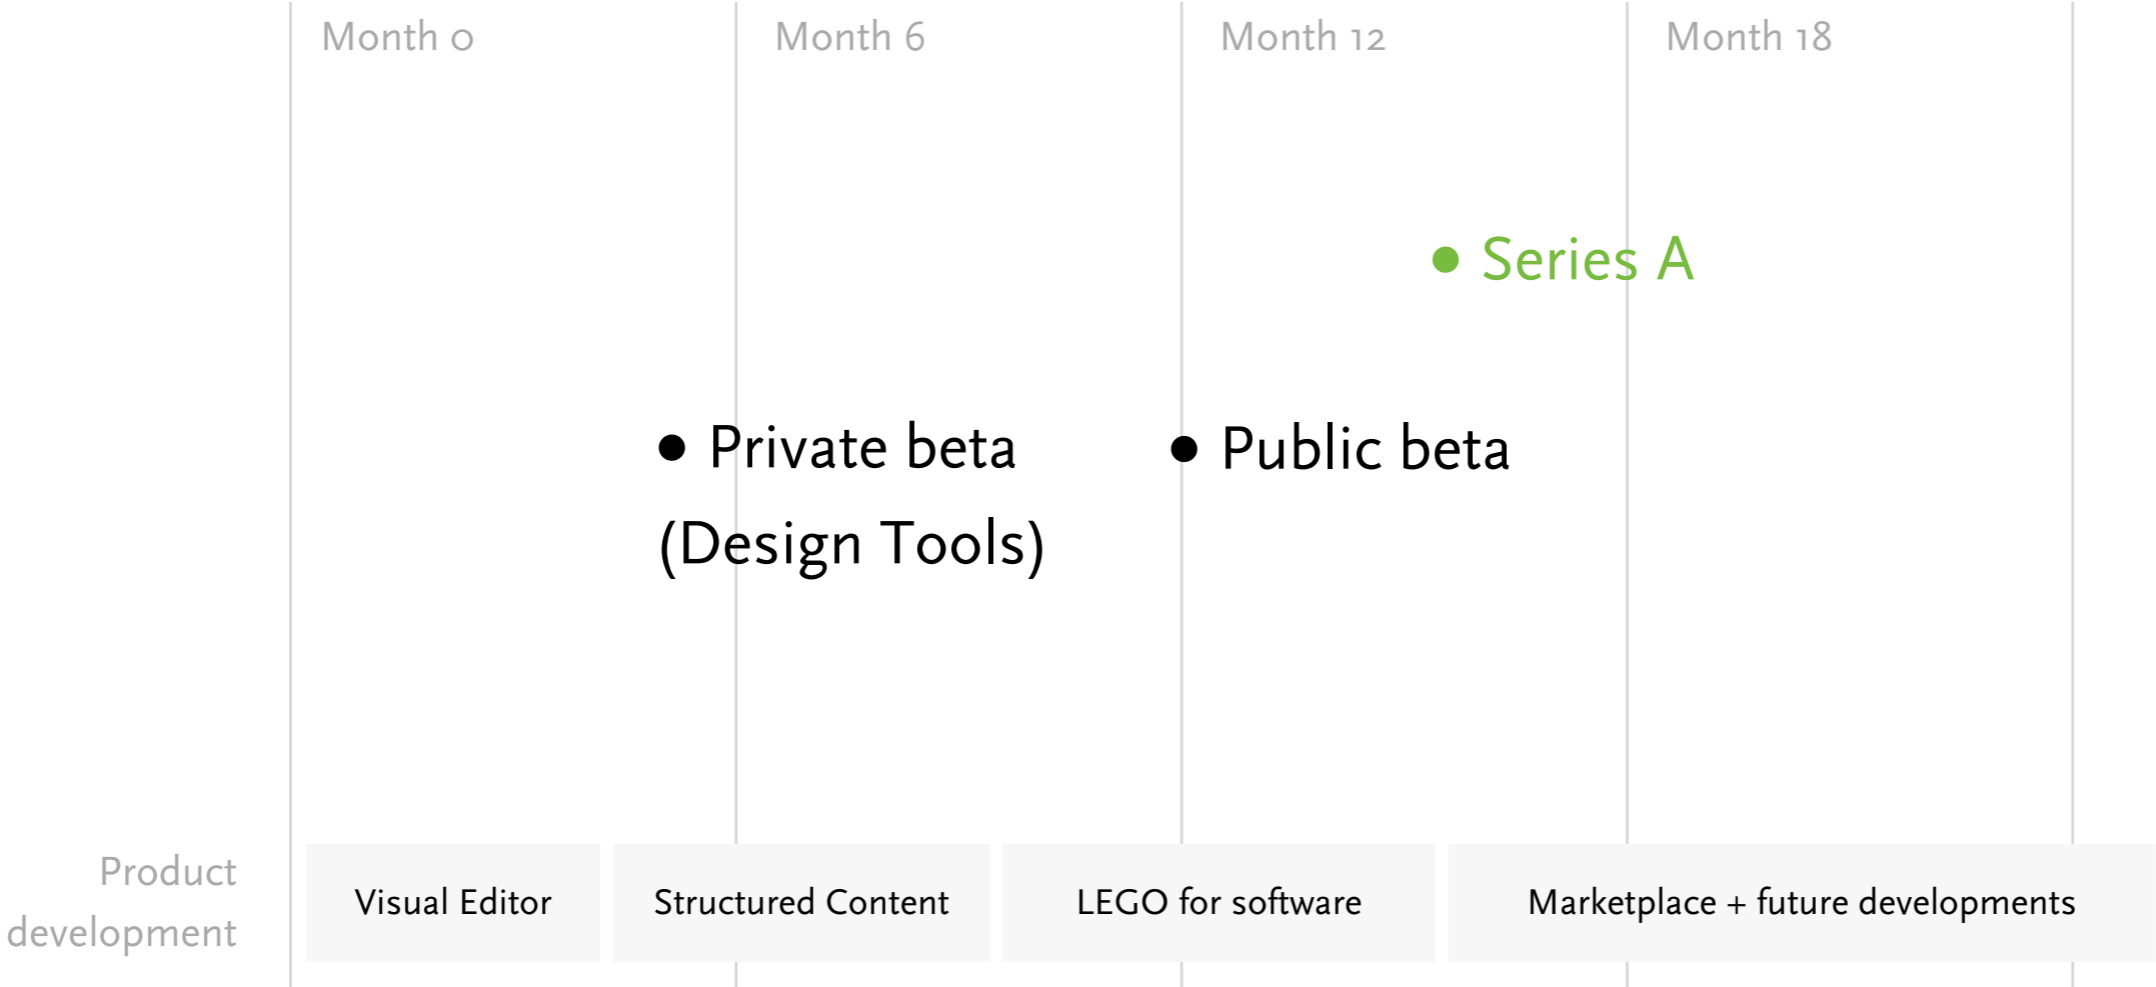 Month 0
Month 6
Month 12
Month 18
Series A
Private beta
(Design Tools)
Public beta
Product
development
Visual Editor
Structured Content
LEGO for software
Marketplace + future developments